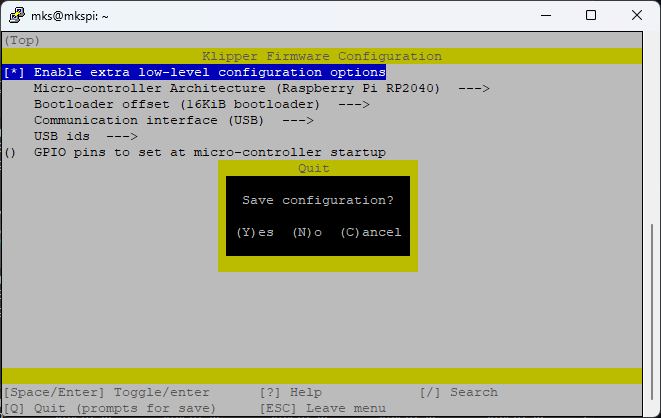 mks@mkspi: ~
(Top)
Klipper Firmware Configuration
[*] Enable extra low-level configuration options
Micro-controller Architecture (Raspberry Pi RP2040)  --->
Bootloader offset (16KiB bootloader)  --->
Communication interface (USB)  --->
USB ids  --->
()  GPIO pins to set at micro-controller startup
Quit
Save configuration?
(Y)es  (N)o  (C)ancel
[Space/Enter] Toggle/enter  [?] Help  [/] Search
[Q] Quit (prompts for save)  [ESC] Leave menu